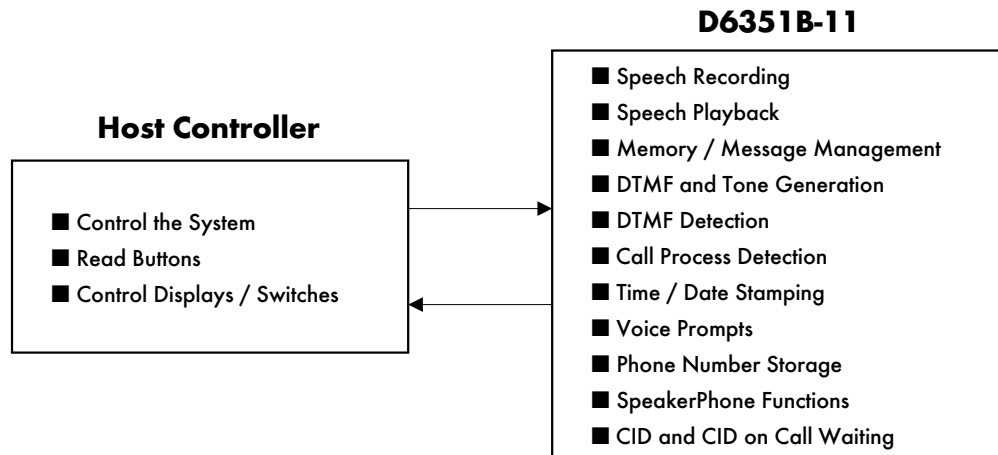 D6351B-11
Host Controller
■ Control the System
■ Read Buttons
■ Control Displays / Switches
■ Speech Recording
■ Speech Playback
■ Memory / Message Management
■ DTMF and Tone Generation
■ DTMF Detection
■ Call Process Detection
■ Time / Date Stamping
■ Voice Prompts
■ Phone Number Storage
■ SpeakerPhone Functions
■ CID and CID on Call Waiting